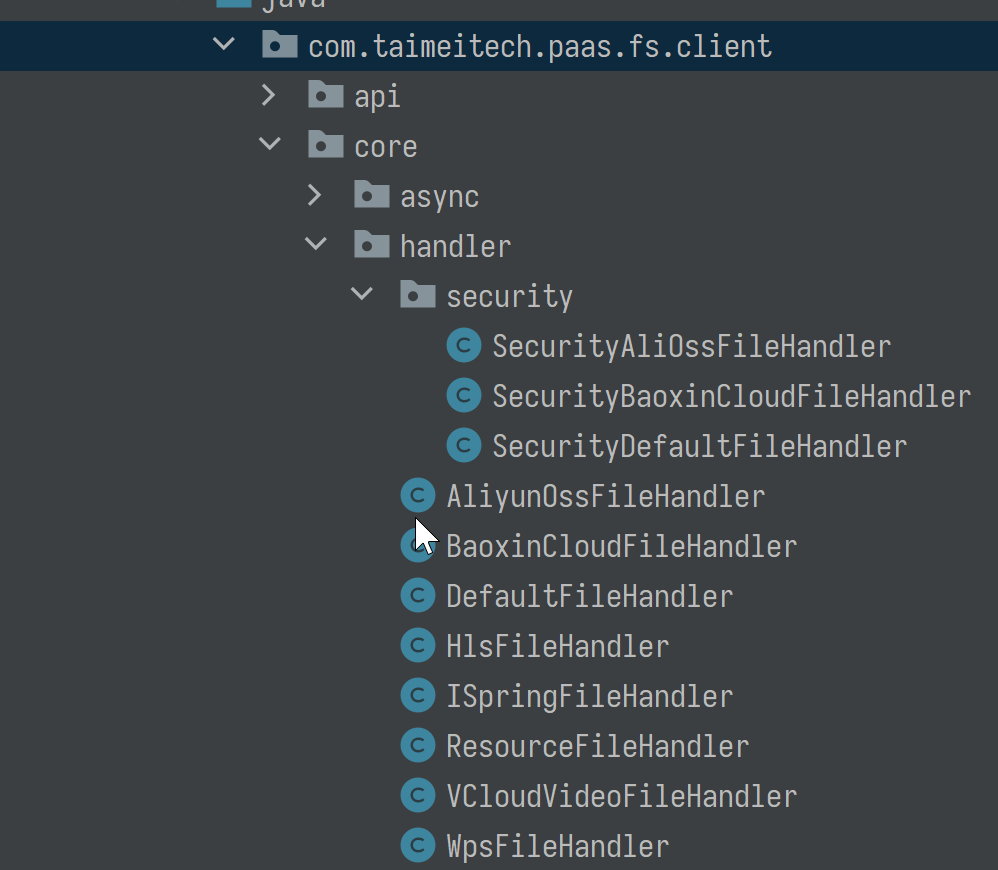 java
com.taimeitech.paas.fs.client
api
core
async
handler
security
SecurityAliOssFileHandler
SecurityBaoxinCloudFileHandler
SecurityDefaultFileHandler
AliyunOssFileHandler
BaoxinCloudFileHandler
DefaultFileHandler
HlsFileHandler
ISpringFileHandler
ResourceFileHandler
VCloudVideoFileHandler
WpsFileHandler